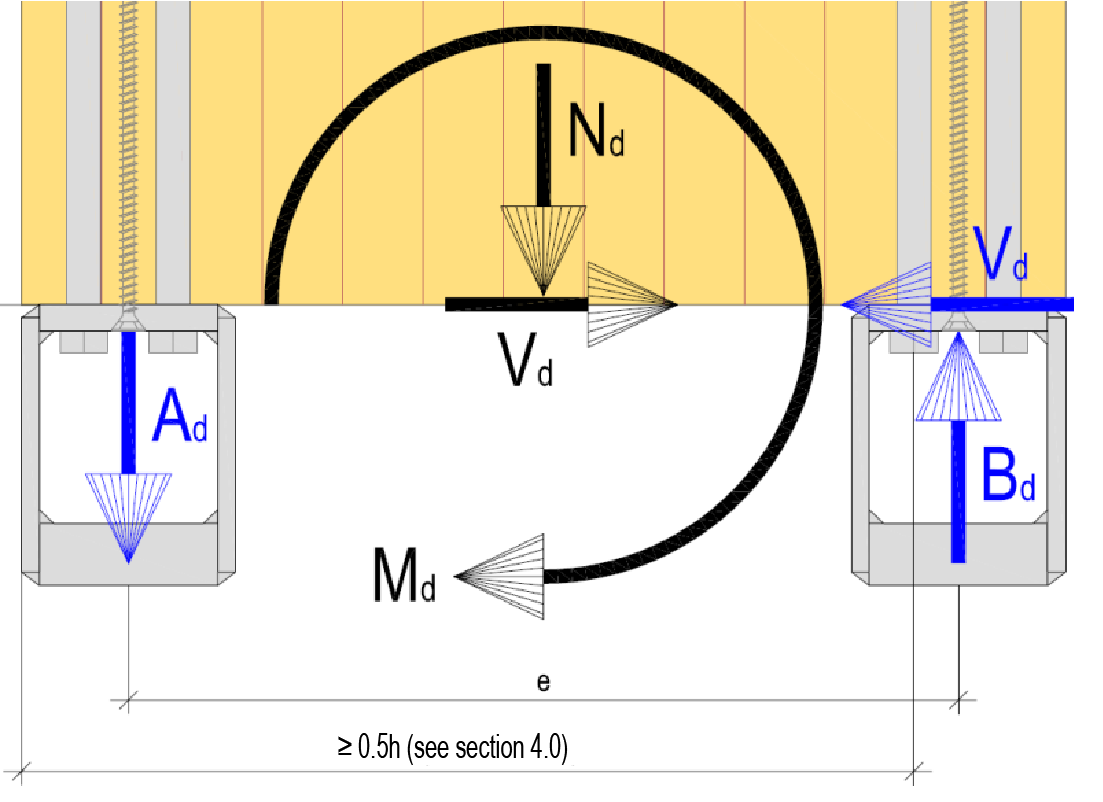 Nd
Vd
Vd
Ad
Bd
Md
e
≥ 0.5h (see section 4.0)